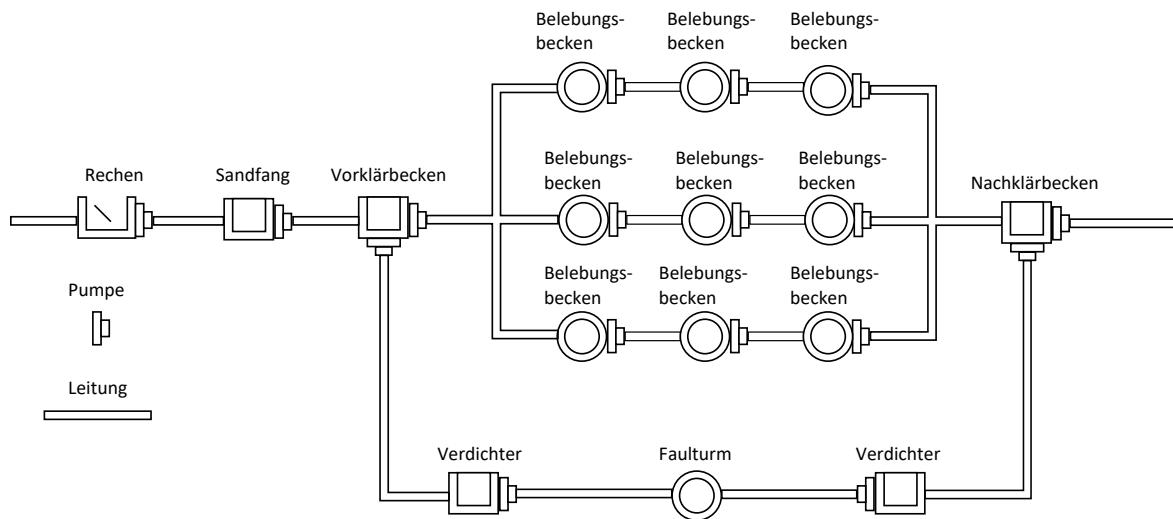 Belebungs-
becken
Belebungs-
becken
Belebungs-
becken
Rechen
Sandfang
Vorklärbecken
Belebungs-
becken
Belebungs-
becken
Belebungs-
becken
Nachklärbecken
Belebungs-
becken
Belebungs-
becken
Belebungs-
becken
Pumpe
Leitung
Verdichter
Faulturm
Verdichter